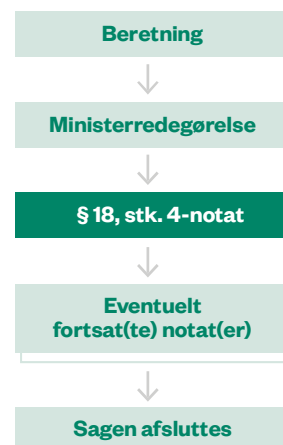 Beretning
Ministerredegørelse
§ 18, stk. 4-notat
Eventuelt
fortsat(te) notat(er)
Sagen afsluttes